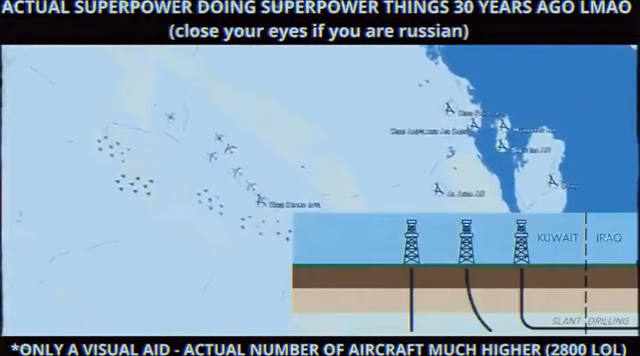 ACTUAL SUPERPOWER DOING SUPERPOWER THINGS 30 YEARS AGO LMAO
(close your eyes if you are russian)
KUWAIT
IRAQ
SLANT DRILLING
*ONLY A VISUAL AID - ACTUAL NUMBER OF AIRCRAFT MUCH HIGHER (2800 LOL)